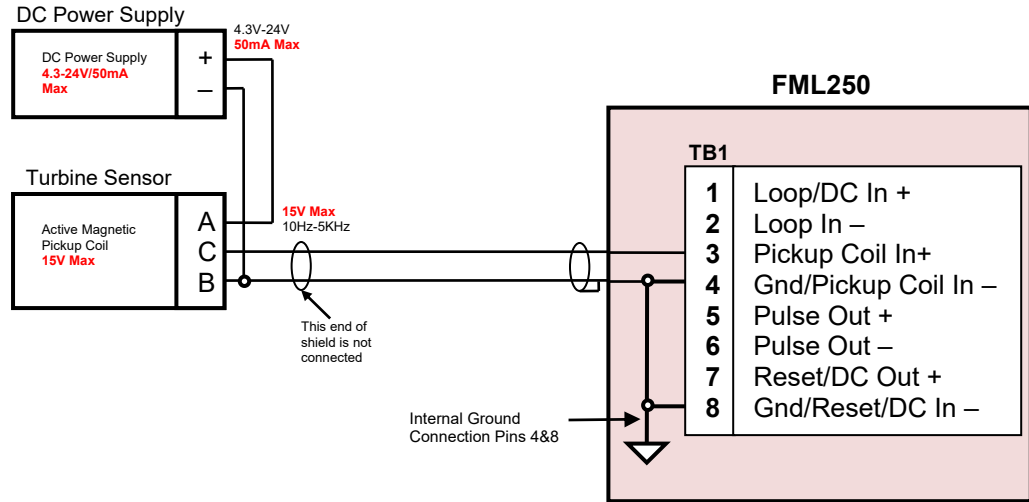 DC Power Supply
4.3V-24V
50mA Max
DC Power Supply
4.3-24V/50mA
Max
+
–
FML250
TB1
Turbine Sensor
Active Magnetic
Pickup Coil
15V Max
A
C
B
15V Max
10Hz-5KHz
This end of
shield is not
connected
1 Loop/DC In +
2 Loop In –
3 Pickup Coil In+
4 Gnd/Pickup Coil In –
5 Pulse Out +
6 Pulse Out –
7 Reset/DC Out +
8 Gnd/Reset/DC In –
Internal Ground
Connection Pins 4&8